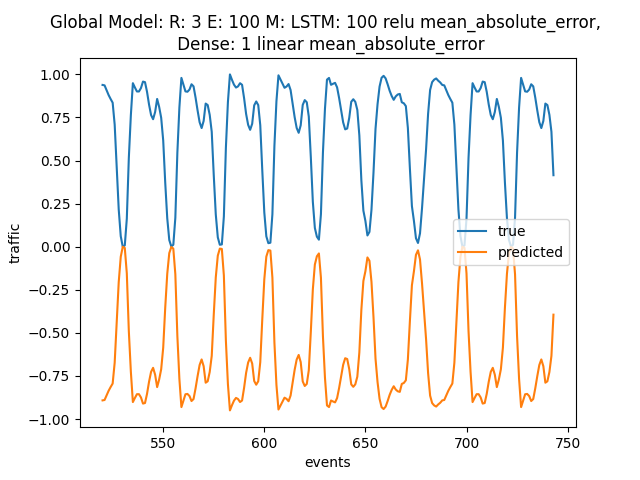 Global Model: R: 3 E: 100 M: LSTM: 100 relu mean_absolute_error,
Dense: 1 linear mean_absolute_error
1.00
0.75
0.50
0.25
0.00
−0.25
−0.50
−0.75
−1.00
traffic
true
predicted
550
600
650
700
750
events